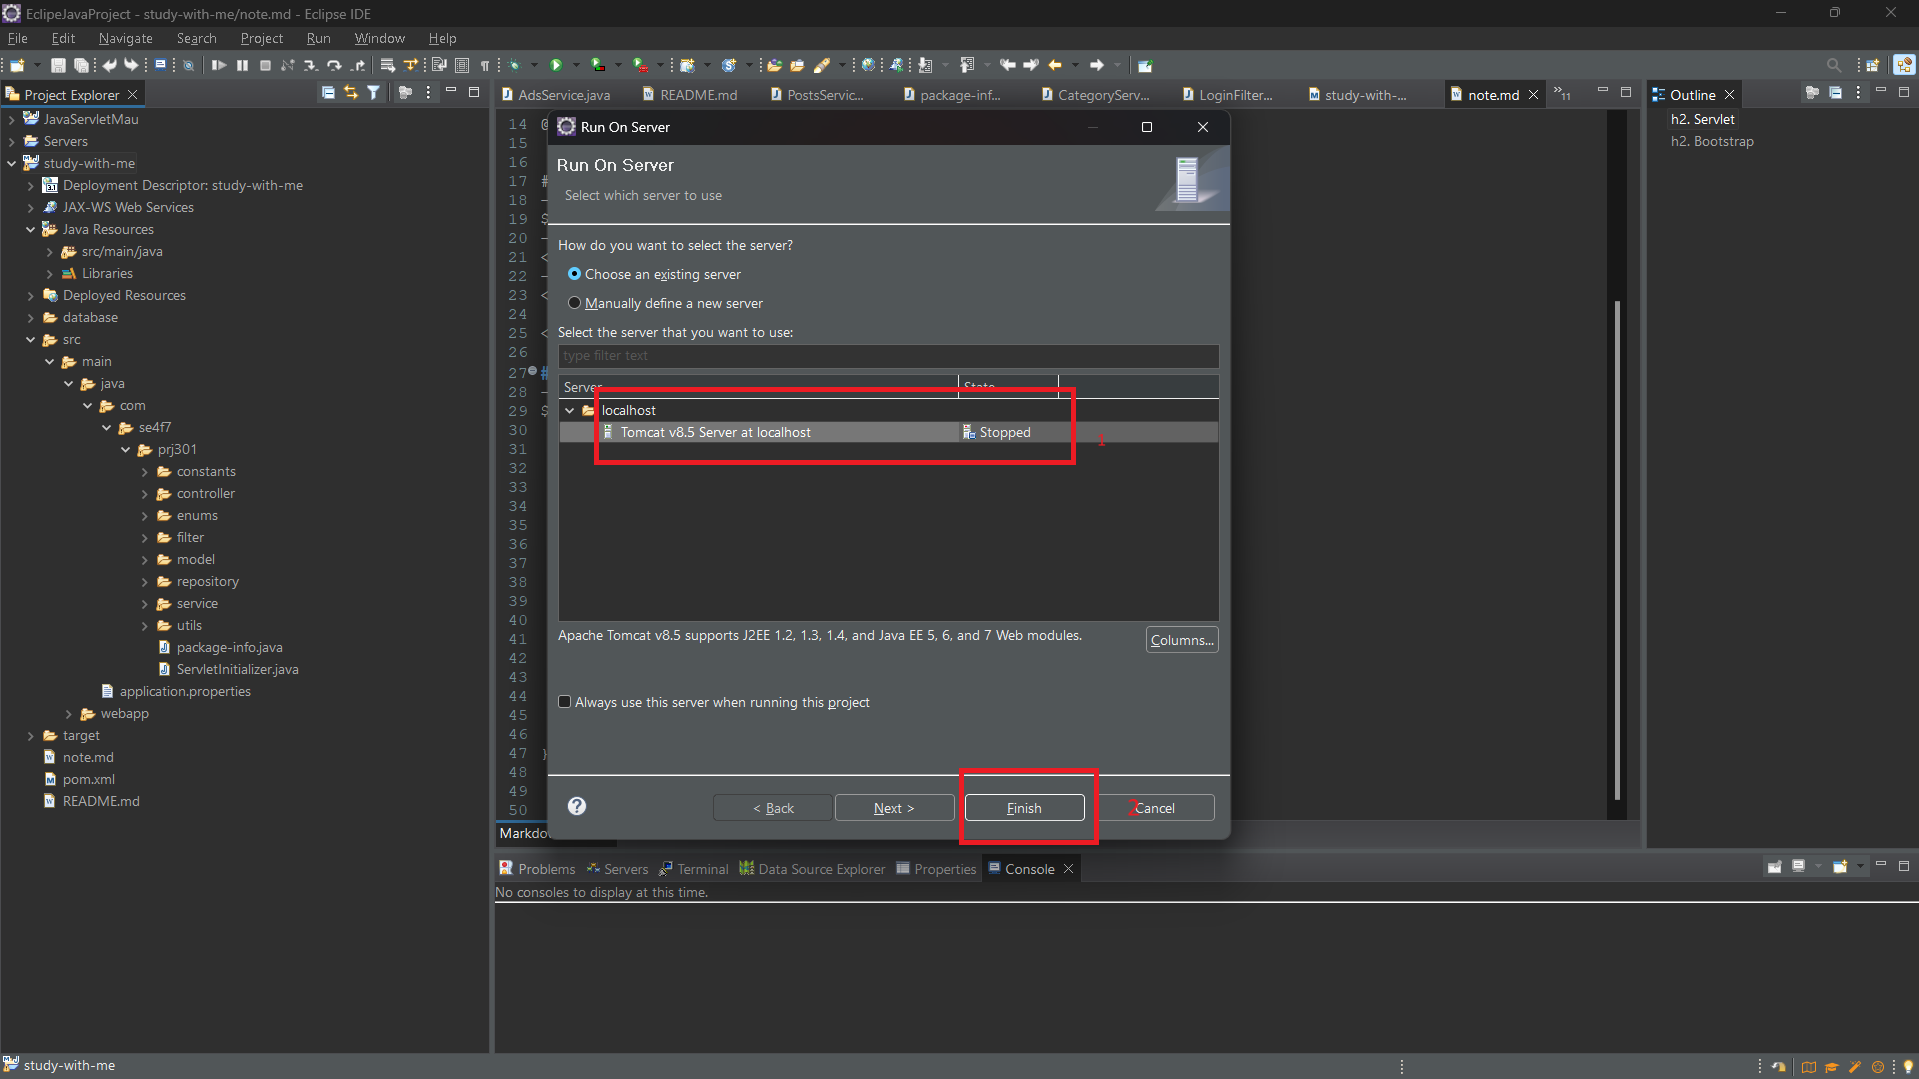 EclipeJavaProject - study-with-me/note.md - Eclipse IDE
File Edit Navigate Search Project Run Window Help
Project Explorer
AdsService.java README.md PostsServic... package-inf... CategoryServ... LoginFilter... study-with-... note.md »11
Outline
h2. Servlet
h2. Bootstrap
JavaServletMau
Servers
study-with-me
Deployment Descriptor: study-with-me
JAX-WS Web Services
Java Resources
src/main/java
Libraries
Deployed Resources
database
src
main
java
com
se4f7
prj301
constants
controller
enums
filter
model
repository
service
utils
package-info.java
ServletInitializer.java
application.properties
webapp
target
note.md
pom.xml
README.md
14 @
15
16
17 #
18 -
19 $
20 -
21 <
22 -
23 <
24
25 <
26
27 #
28 -
29 $
30
31
32
33
34
35
36
37
38
39
40
41
42
43
44
45
46
47 }
48
49
50
Run On Server
Run On Server
Select which server to use
How do you want to select the server?
Choose an existing server
Manually define a new server
Select the server that you want to use:
type filter text
Server State
localhost
Tomcat v8.5 Server at localhost Stopped 1
Apache Tomcat v8.5 supports J2EE 1.2, 1.3, 1.4, and Java EE 5, 6, and 7 Web modules.
Columns...
Always use this server when running this project
? < Back Next > Finish 2 Cancel
Markdo
Problems Servers Terminal Data Source Explorer Properties Console
No consoles to display at this time.
study-with-me